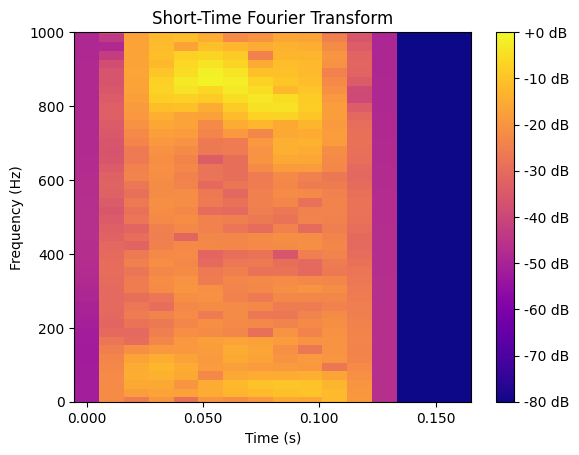 Short-Time Fourier Transform
1000
800
600
400
200
0
Frequency (Hz)
0.000
0.050
0.100
0.150
Time (s)
+0 dB
-10 dB
-20 dB
-30 dB
-40 dB
-50 dB
-60 dB
-70 dB
-80 dB